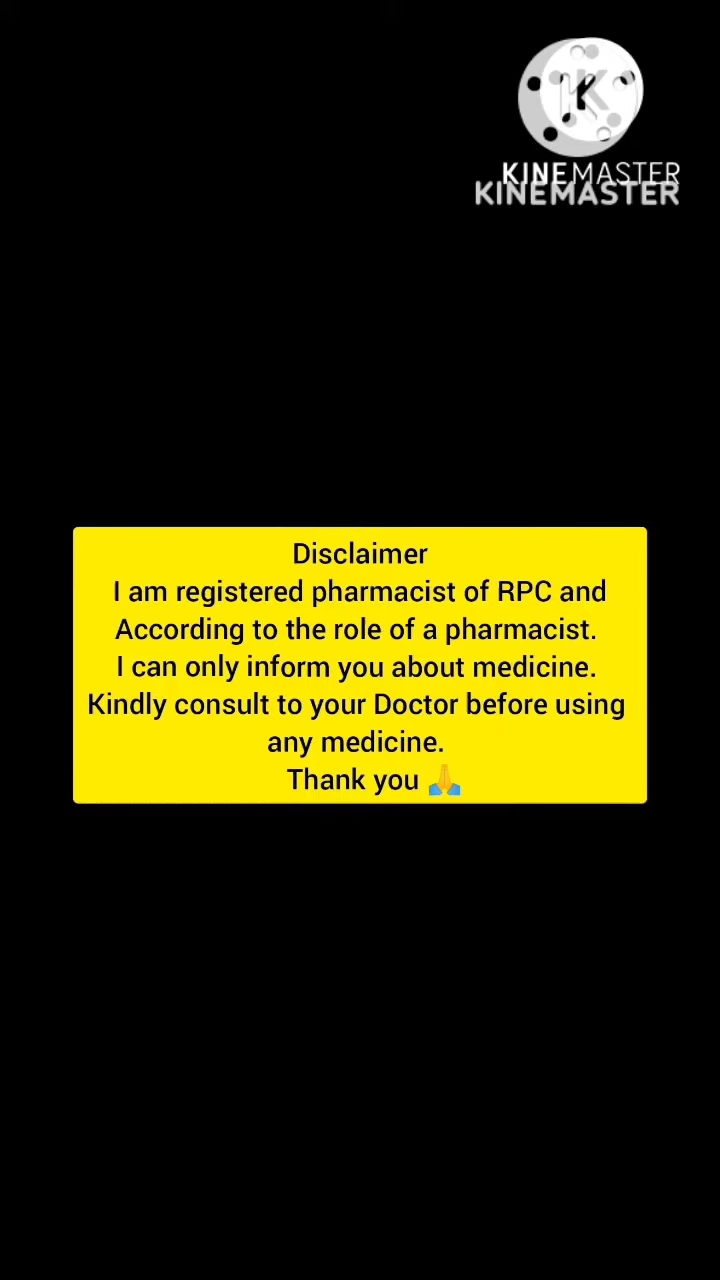 KINEMASTER
KINEMASTER
Disclaimer
I am registered pharmacist of RPC and
According to the role of a pharmacist.
I can only inform you about medicine.
Kindly consult to your Doctor before using
any medicine.
Thank you 🙏